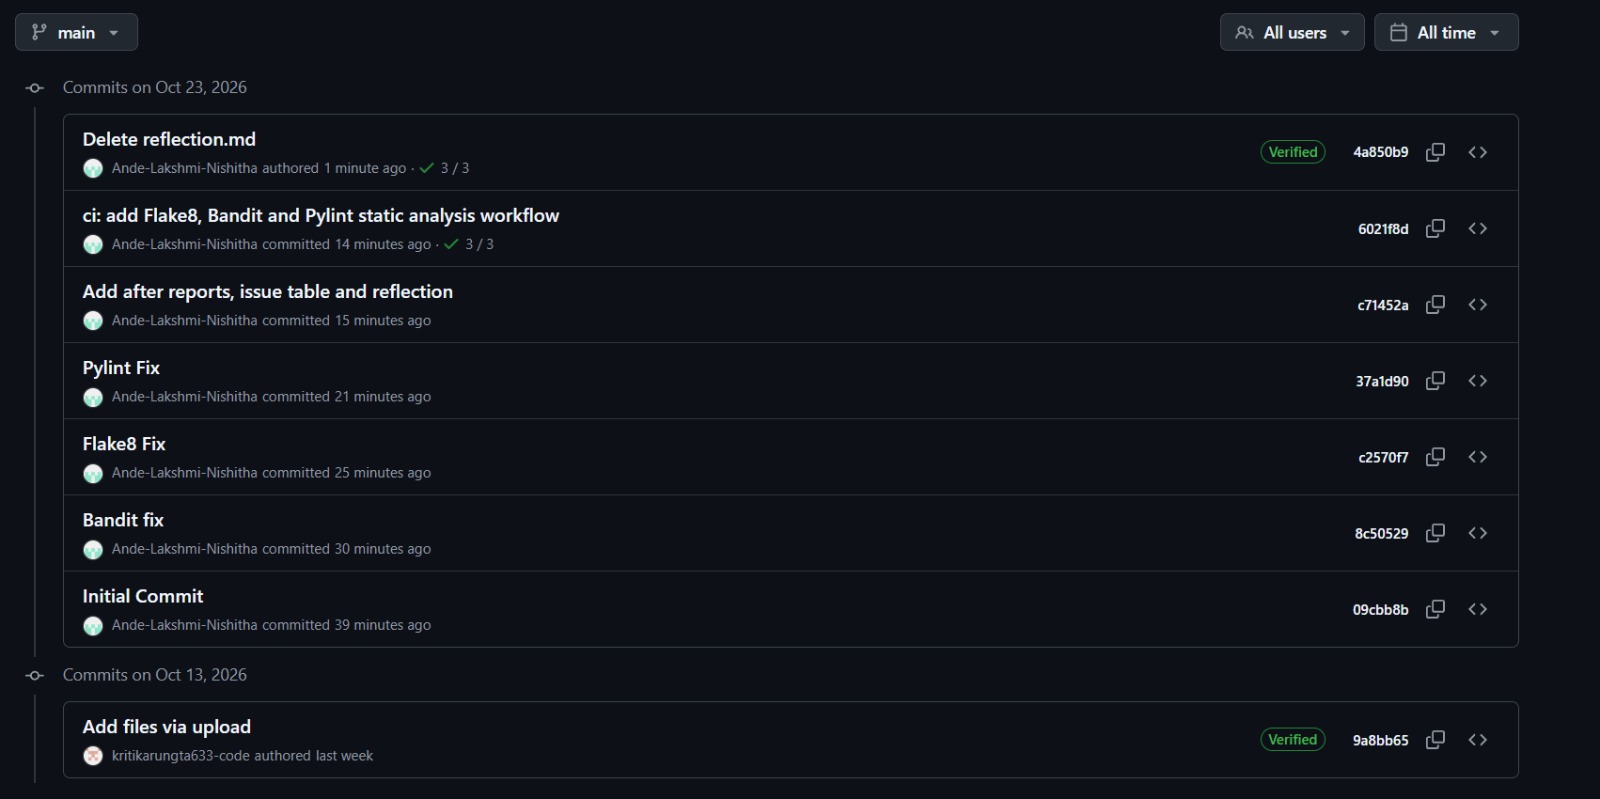 main
All users
All time
Commits on Oct 23, 2026
Delete reflection.md
Ande-Lakshmi-Nishitha authored 1 minute ago · 3 / 3
Verified
4a850b9
ci: add Flake8, Bandit and Pylint static analysis workflow
Ande-Lakshmi-Nishitha committed 14 minutes ago · 3 / 3
6021f8d
Add after reports, issue table and reflection
Ande-Lakshmi-Nishitha committed 15 minutes ago
c71452a
Pylint Fix
Ande-Lakshmi-Nishitha committed 21 minutes ago
37a1d90
Flake8 Fix
Ande-Lakshmi-Nishitha committed 25 minutes ago
c2570f7
Bandit fix
Ande-Lakshmi-Nishitha committed 30 minutes ago
8c50529
Initial Commit
Ande-Lakshmi-Nishitha committed 39 minutes ago
09cbb8b
Commits on Oct 13, 2026
Add files via upload
kritikarungta633-code authored last week
Verified
9a8bb65